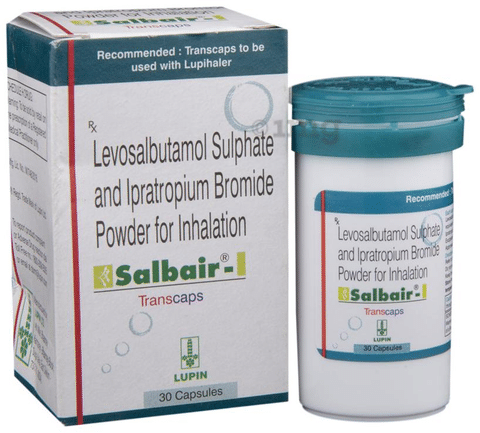 Recommended : Transcaps to be
used with Lupihaler
Rx
Levosalbutamol Sulphate
and Ipratropium Bromide
Powder for Inhalation
Salbair®-I
Transcaps
LUPIN
30 Capsules
Recommended :
Rx
Levosalbutamol Sulphate
and Ipratropium Bromide
Powder for Inhalation
Salbair®-I
Transcaps
LUPIN
30 Capsules